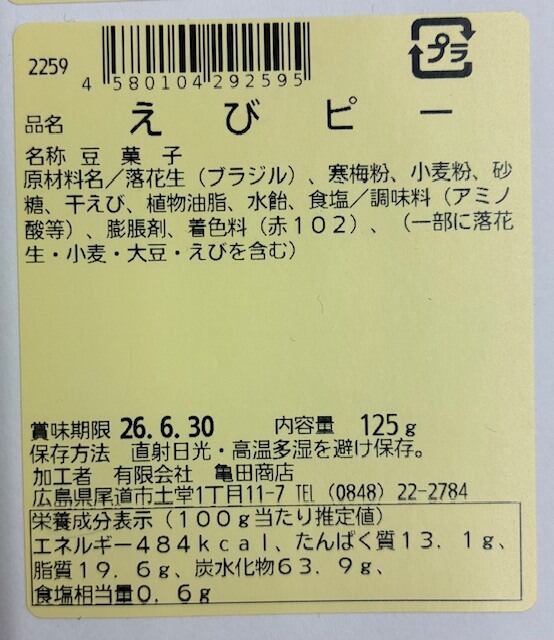 2259
4 580104 292595
プラ
品名 えびピー
名称 豆菓子
原材料名／落花生（ブラジル）、寒梅粉、小麦粉、砂
糖、干えび、植物油脂、水飴、食塩／調味料（アミノ
酸等）、膨脹剤、着色料（赤１０２）、（一部に落花
生・小麦・大豆・えびを含む）
賞味期限 26.6.30 内容量 125g
保存方法 直射日光・高温多湿を避け保存。
加工者 有限会社 亀田商店
広島県尾道市土堂1丁目11-7 TEL (0848) 22-2784
栄養成分表示（１００ｇ当たり推定値）
エネルギー４８４ｋｃａｌ、たんぱく質１３．１ｇ、
脂質１９．６ｇ、炭水化物６３．９ｇ、
食塩相当量０．６ｇ